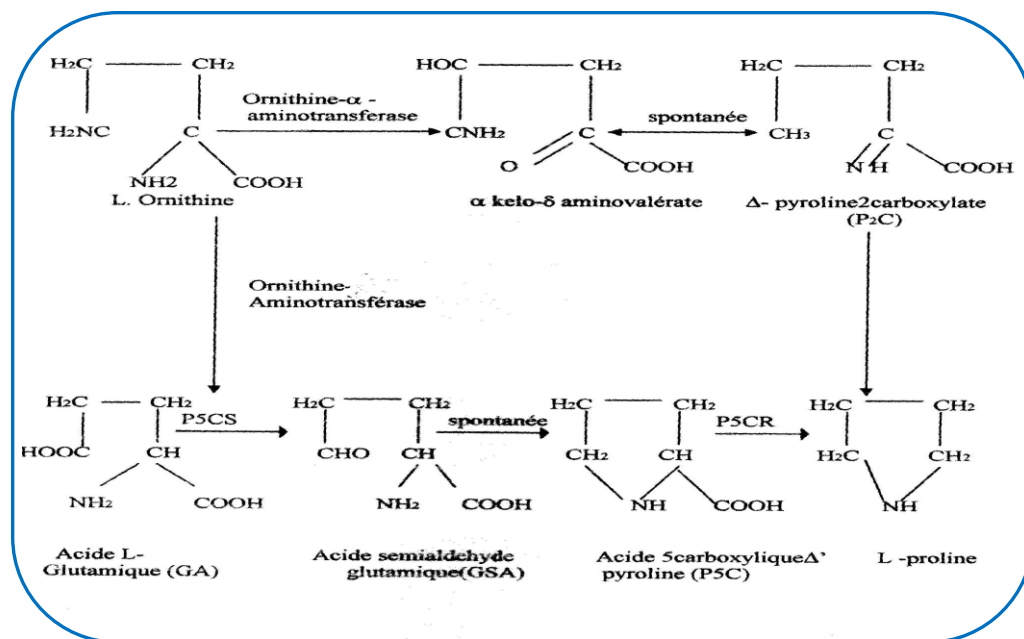 H₂C CH₂ HOC CH₂ H₂C CH₂
Ornithine-α -
aminotransferase
spontanée
H₂NC C CNH₂ C CH₃ C
NH2 COOH O COOH NH COOH
L. Ornithine
α kelo-δ aminovalérate
Δ- pyroline2carboxylate
(P₂C)
Ornithine-
Aminotransférase
H₂C CH₂ H₂C CH₂ H₂C CH₂ H₂C CH₂
P5CS spontanée P5CR
HOOC CH CHO CH CH₂ CH H₂C CH₂
NH₂ COOH NH₂ COOH NH COOH NH
Acide L-
Glutamique (GA)
Acide semialdehyde
glutamique(GSA)
Acide 5carboxyliqueΔ'
pyroline (P5C)
L -proline